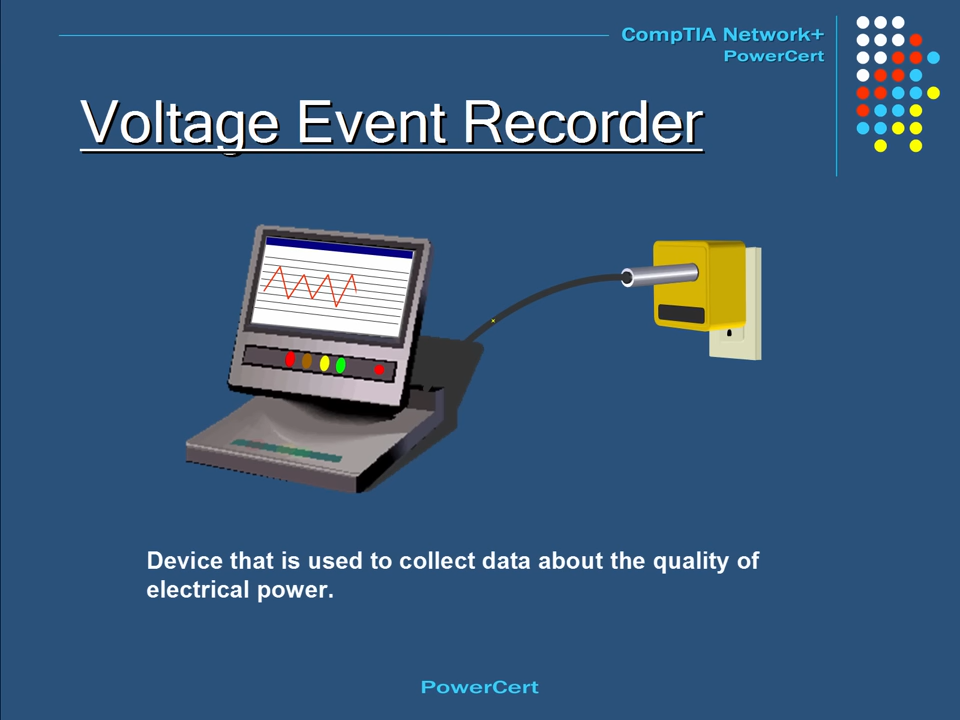 CompTIA Network+
PowerCert
Voltage Event Recorder
Device that is used to collect data about the quality of
electrical power.
PowerCert